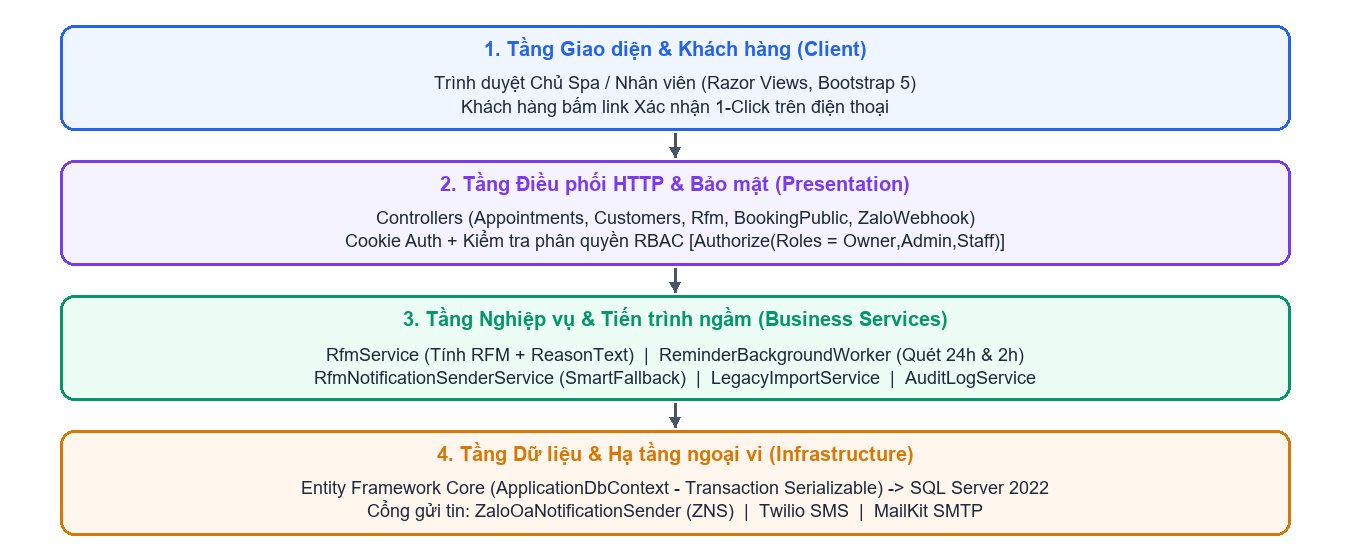 1. Tầng Giao diện & Khách hàng (Client)
Trình duyệt Chủ Spa / Nhân viên (Razor Views, Bootstrap 5)
Khách hàng bấm link Xác nhận 1-Click trên điện thoại
2. Tầng Điều phối HTTP & Bảo mật (Presentation)
Controllers (Appointments, Customers, Rfm, BookingPublic, ZaloWebhook)
Cookie Auth + Kiểm tra phân quyền RBAC [Authorize(Roles = Owner,Admin,Staff)]
3. Tầng Nghiệp vụ & Tiến trình ngầm (Business Services)
RfmService (Tính RFM + ReasonText) | ReminderBackgroundWorker (Quét 24h & 2h)
RfmNotificationSenderService (SmartFallback) | LegacyImportService | AuditLogService
4. Tầng Dữ liệu & Hạ tầng ngoại vi (Infrastructure)
Entity Framework Core (ApplicationDbContext - Transaction Serializable) -> SQL Server 2022
Cổng gửi tin: ZaloOaNotificationSender (ZNS) | Twilio SMS | MailKit SMTP